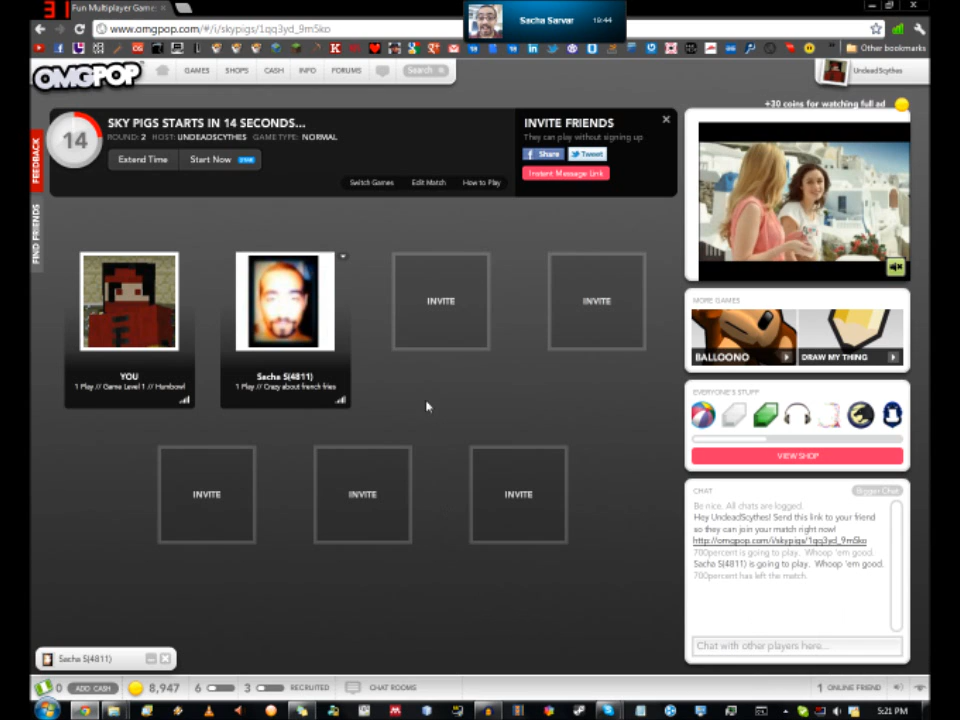 31
Fun Multiplayer Game
Sacha Sarvar 19:44
www.omgpop.com/#/i/skypigs/1qq3yd_9m5ko
Other bookmarks
OMGPOP
GAMES SHOPS CASH INFO FORUMS Search
UndeadScythes
+30 coins for watching full ad
14
SKY PIGS STARTS IN 14 SECONDS...
ROUND: 2 HOST: UNDEADSCYTHES GAME TYPE: NORMAL
Extend Time Start Now
Switch Games Edit Match How to Play
INVITE FRIENDS
They can play without signing up
Share Tweet
Instant Message Link
FEEDBACK
FIND FRIENDS
INVITE INVITE
YOU
1 Play // Game Level 1 // Hambowl
Sacha S(4811)
1 Play // Crazy about french fries
INVITE INVITE INVITE
MORE GAMES
BALLOONO DRAW MY THING
EVERYONE'S STUFF
VIEW SHOP
CHAT Bigger Chat
Be nice. All chats are logged
Hey UndeadScythes! Send this link to your friend
so they can join your match right now!
http://omgpop.com/i/skypigs/1qq3yd_9m5ko
700percent is going to play. Whoop 'em good.
Sacha S(4811) is going to play. Whoop 'em good.
700percent has left the match.
Chat with other players here...
Sacha S(4811)
0 ADD CASH 8,947 6 3 RECRUITED CHAT ROOMS 1 ONLINE FRIEND
5:21 PM